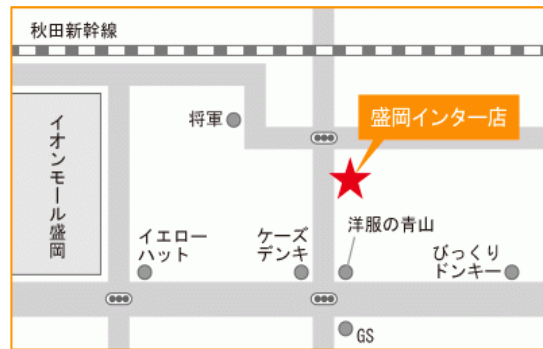 秋田新幹線
将軍
盛岡インター店
イオンモール盛岡
イエロー
ハット
ケーズ
デンキ
洋服の青山
びっくり
ドンキー
GS